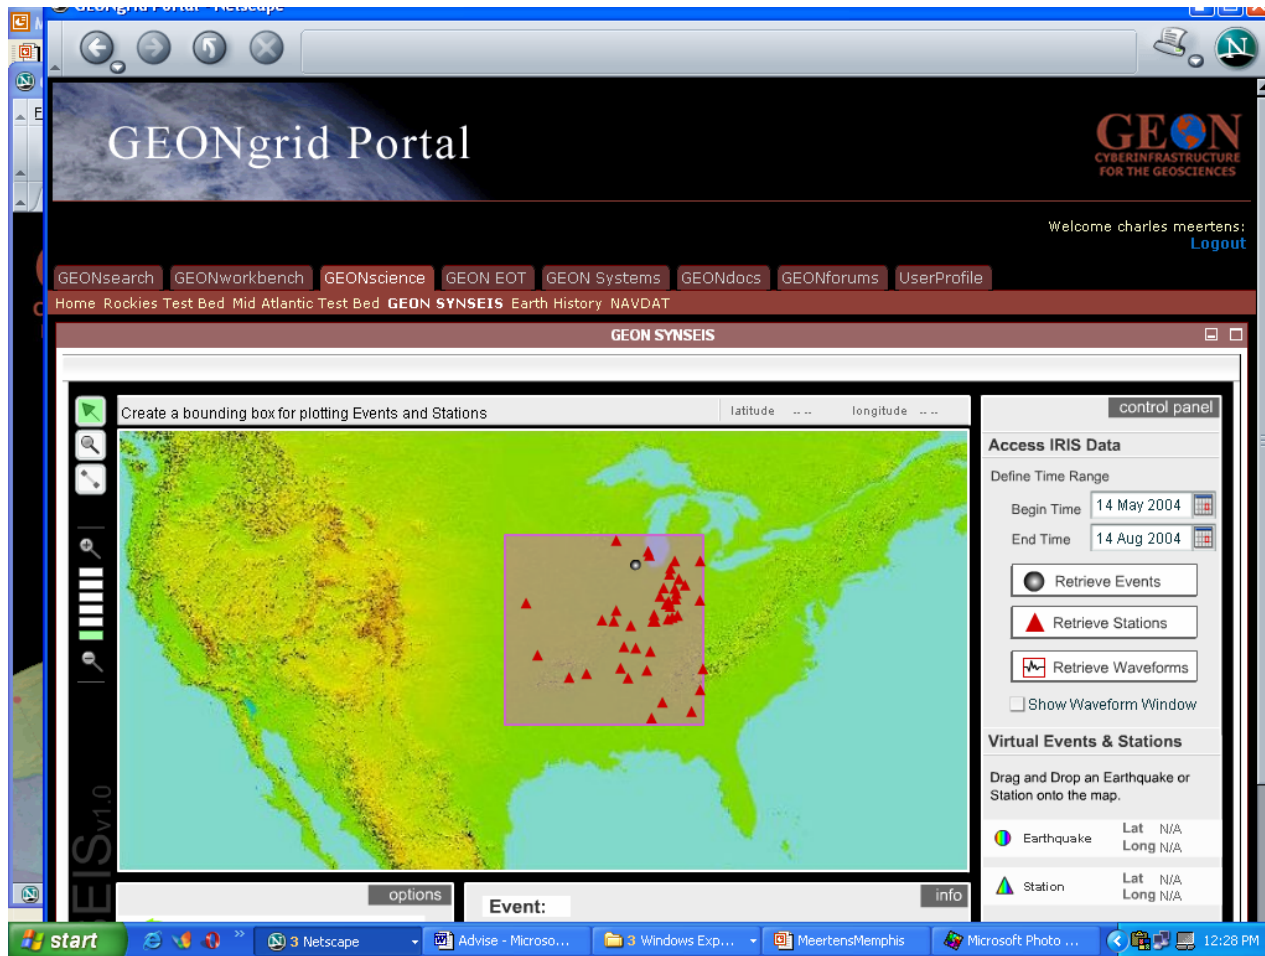 GEONgrid Portal - Netscape
GEONgrid Portal
GEON
CYBERINFRASTRUCTURE
FOR THE GEOSCIENCES
Welcome charles meertens:
Logout
GEONsearch GEONworkbench GEONscience GEON EOT GEON Systems GEONdocs GEONforums UserProfile
Home Rockies Test Bed Mid Atlantic Test Bed GEON SYNSEIS Earth History NAVDAT
GEON SYNSEIS
Create a bounding box for plotting Events and Stations
latitude -- -- longitude -- --
control panel
Access IRIS Data
Define Time Range
Begin Time 14 May 2004
End Time 14 Aug 2004
Retrieve Events
Retrieve Stations
Retrieve Waveforms
Show Waveform Window
Virtual Events & Stations
Drag and Drop an Earthquake or
Station onto the map.
Earthquake Lat N/A
Long N/A
Station Lat N/A
Long N/A
EIS v1.0
options
Event:
info
start
3 Netscape
Advise - Microso...
3 Windows Exp...
MeertensMemphis
Microsoft Photo ...
12:28 PM